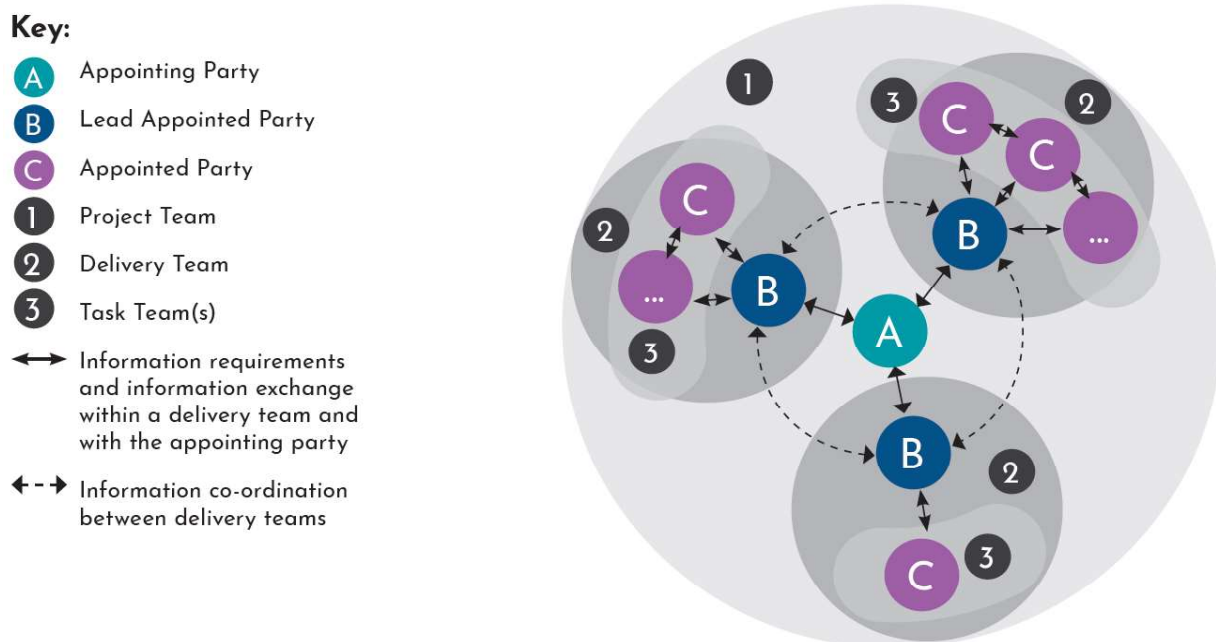 Key:
A Appointing Party
B Lead Appointed Party
C Appointed Party
1 Project Team
2 Delivery Team
3 Task Team(s)
Information requirements
and information exchange
within a delivery team and
with the appointing party
Information co-ordination
between delivery teams
1
3
C
2
C
C
2
B
...
...
B
A
3
B
2
C
3